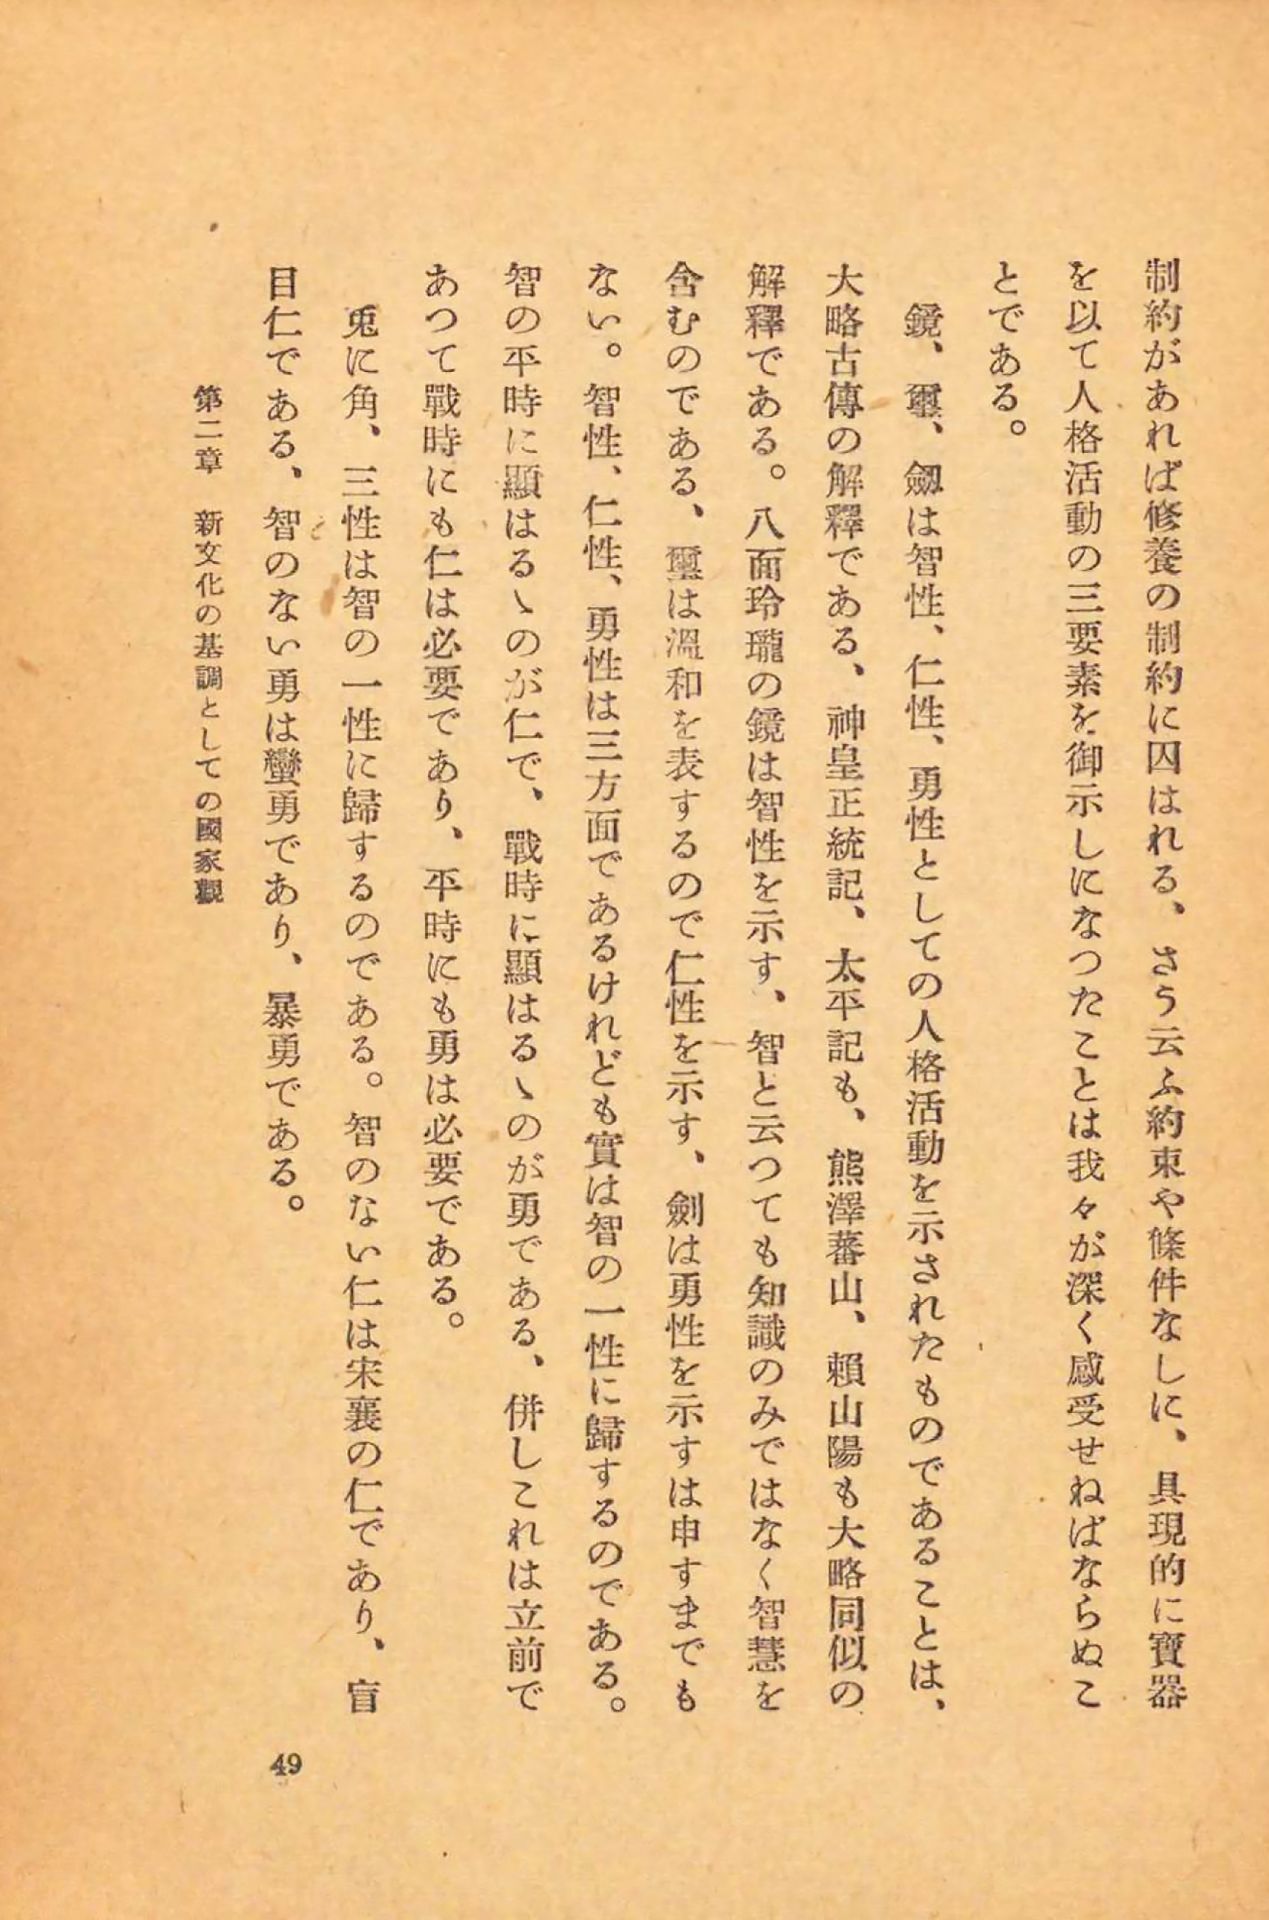 制約があれば修養の制約に囚はれる、さう云ふ約束や條件なしに、具現的に寶器
を以て人格活動の三要素を御示しになつたことは我々が深く感受せねばならぬこ
とである。
鏡、璽、劔は智性、仁性、勇性としての人格活動を示されたものであることは、
大略古傳の解釋である、神皇正統記、太平記も、熊澤蕃山、賴山陽も大略同似の
解釋である。八面玲瓏の鏡は智性を示す、智と云つても知識のみではなく智慧を
含むのである、璽は溫和を表するので仁性を示す、劍は勇性を示すは申すまでも
ない。智性、仁性、勇性は三方面であるけれども實は智の一性に歸するのである。
智の平時に顯はるゝのが仁で、戰時に顯はるゝのが勇である、併しこれは立前で
あつて戰時にも仁は必要であり、平時にも勇は必要である。
兎に角、三性は智の一性に歸するのである。智のない仁は宋襄の仁であり、盲
目仁である、智のない勇は蠻勇であり、暴勇である。
第二章　新文化の基調としての國家觀
49